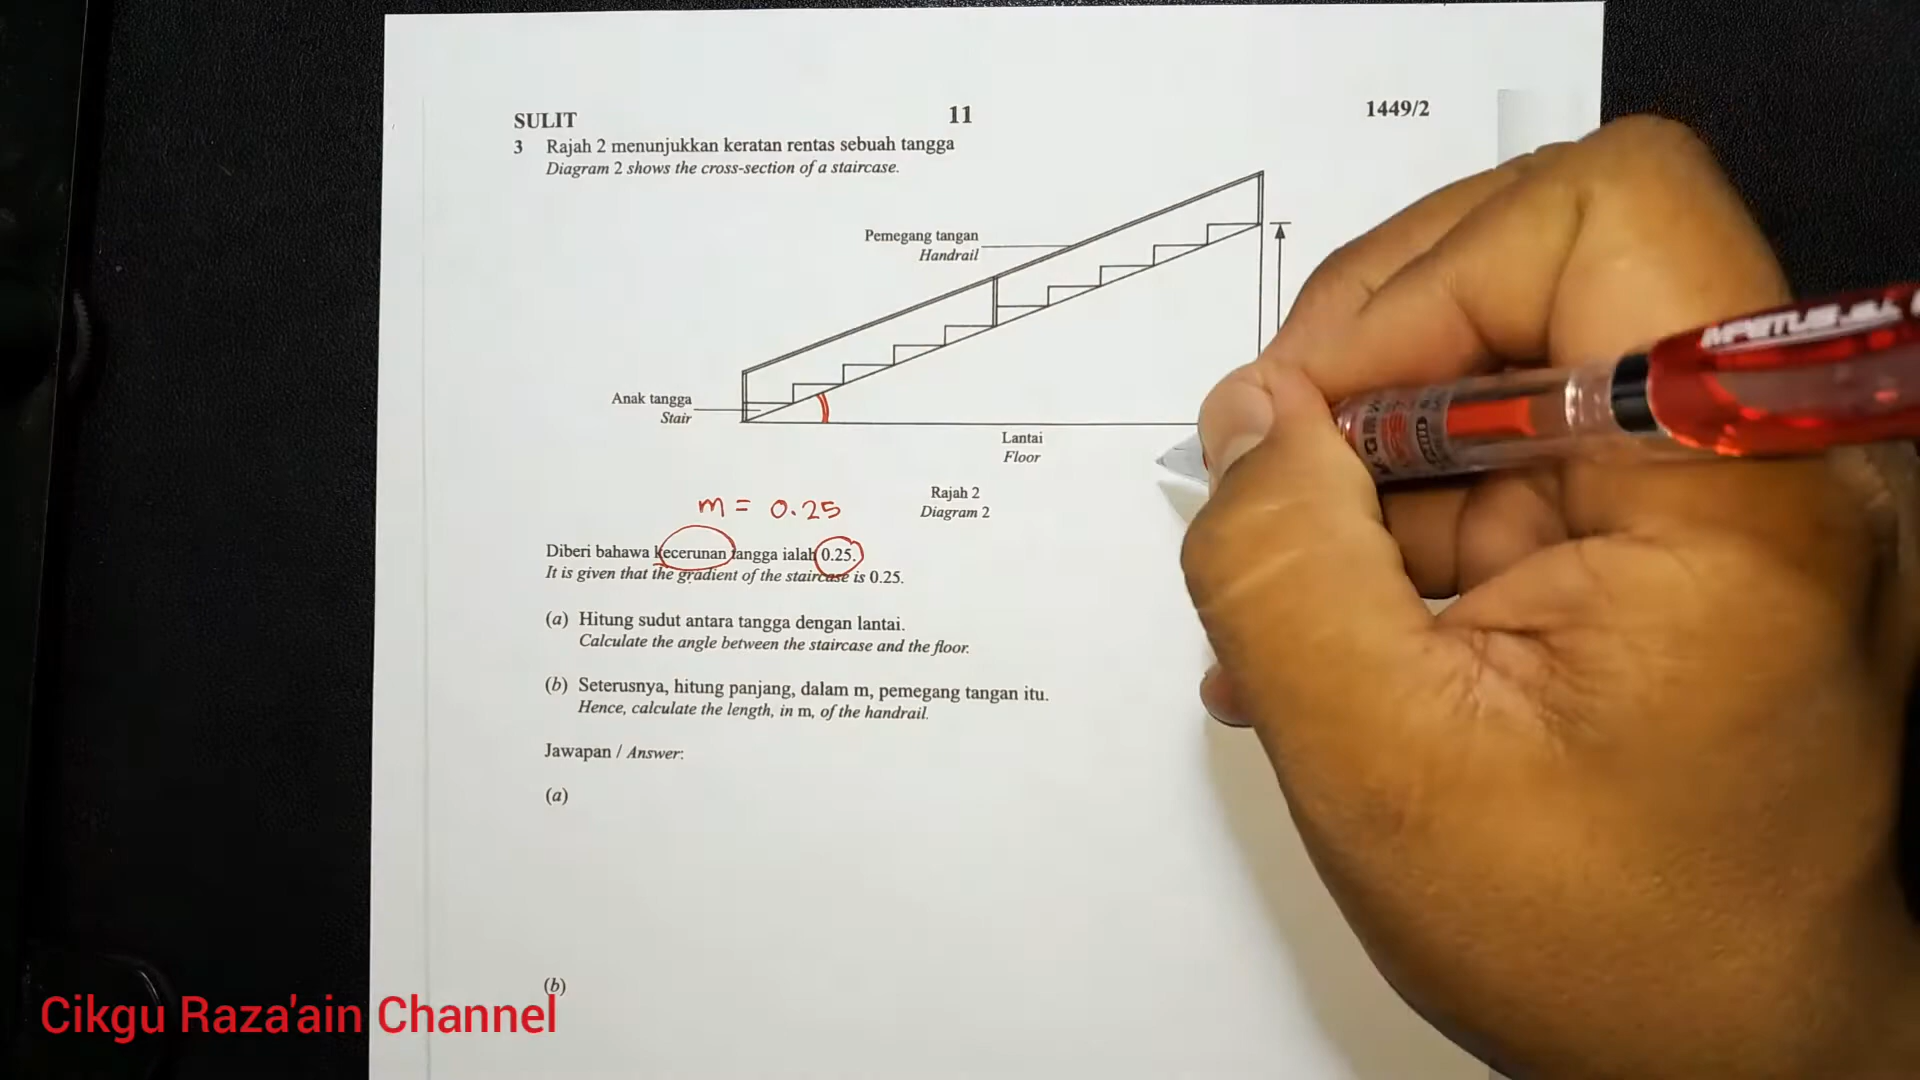 SULIT 11 1449/2
3 Rajah 2 menunjukkan keratan rentas sebuah tangga
Diagram 2 shows the cross-section of a staircase.
Pemegang tangan
Handrail
Anak tangga
Stair
Lantai
Floor
Rajah 2
Diagram 2
m = 0.25
Diberi bahawa kecerunan tangga ialah 0.25.
It is given that the gradient of the staircase is 0.25.
(a) Hitung sudut antara tangga dengan lantai.
Calculate the angle between the staircase and the floor.
(b) Seterusnya, hitung panjang, dalam m, pemegang tangan itu.
Hence, calculate the length, in m, of the handrail.
Jawapan / Answer:
(a)
(b)
Cikgu Raza'ain Channel